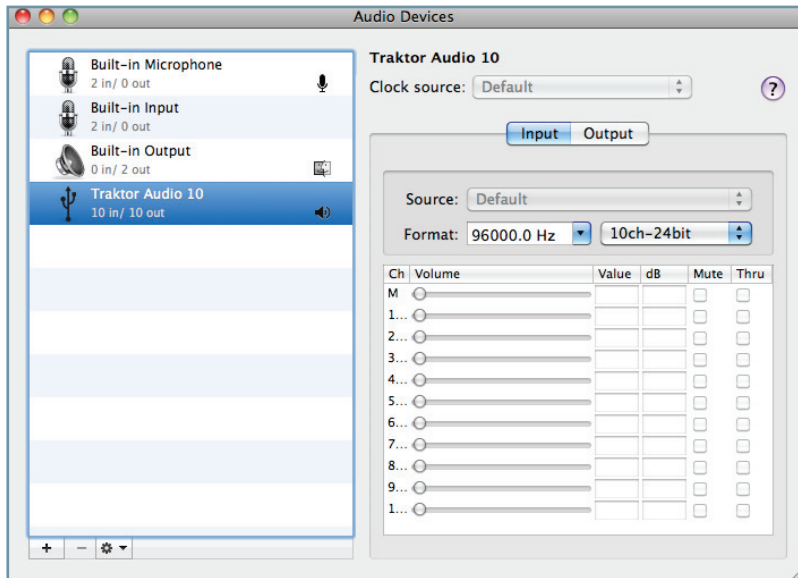 Audio Devices
Built-in Microphone
2 in/ 0 out
Built-in Input
2 in/ 0 out
Built-in Output
0 in/ 2 out
Traktor Audio 10
10 in/ 10 out
Traktor Audio 10
Clock source: Default
?
Input Output
Source: Default
Format: 96000.0 Hz 10ch-24bit
Ch Volume Value dB Mute Thru
M
1...
2...
3...
4...
5...
6...
7...
8...
9...
1...